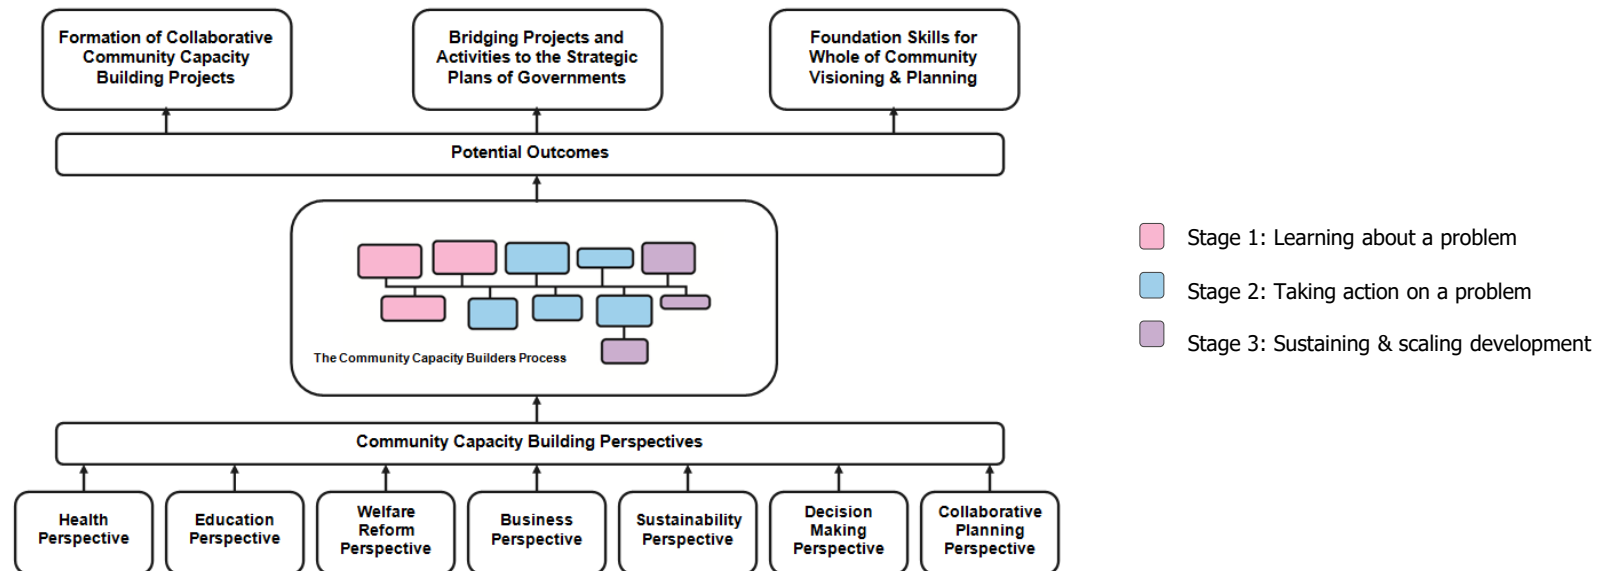 Formation of Collaborative
Community Capacity
Building Projects
Bridging Projects and
Activities to the Strategic
Plans of Governments
Foundation Skills for
Whole of Community
Visioning & Planning
Potential Outcomes
The Community Capacity Builders Process
Stage 1: Learning about a problem
Stage 2: Taking action on a problem
Stage 3: Sustaining & scaling development
Community Capacity Building Perspectives
Health
Perspective
Education
Perspective
Welfare
Reform
Perspective
Business
Perspective
Sustainability
Perspective
Decision
Making
Perspective
Collaborative
Planning
Perspective